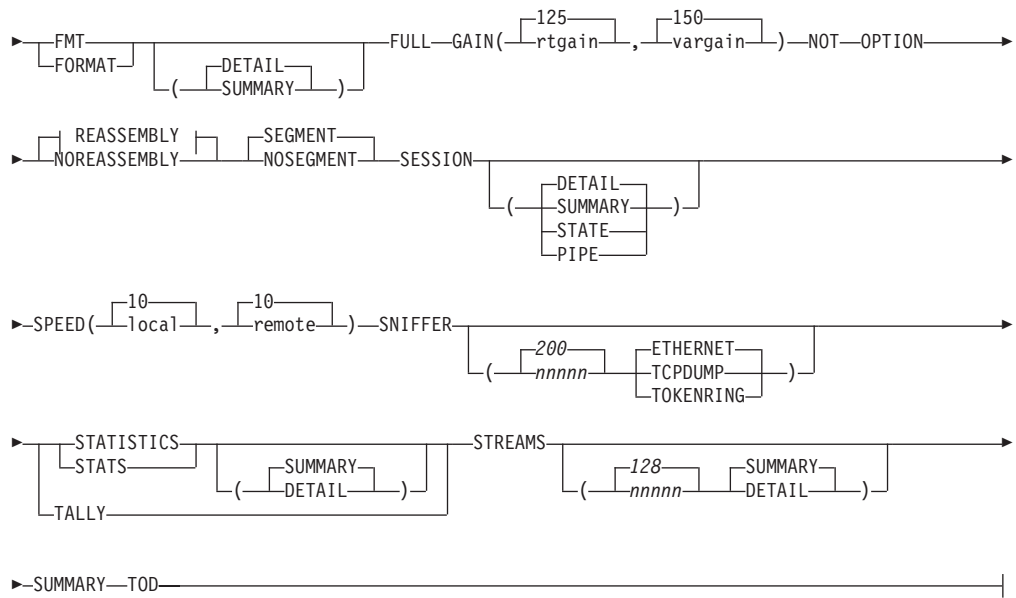 125 150
FMT FULL GAIN( rtgain , vargain ) NOT OPTION
FORMAT DETAIL
( SUMMARY )
REASSEMBLY SEGMENT
NOREASSEMBLY NOSEGMENT SESSION
DETAIL
( SUMMARY )
STATE
PIPE
10 10
SPEED( local , remote ) SNIFFER
200 ETHERNET
( nnnnn TCPDUMP )
TOKENRING
STATISTICS STREAMS
STATS SUMMARY 128 SUMMARY
( DETAIL ) ( nnnnn DETAIL )
TALLY
SUMMARY TOD